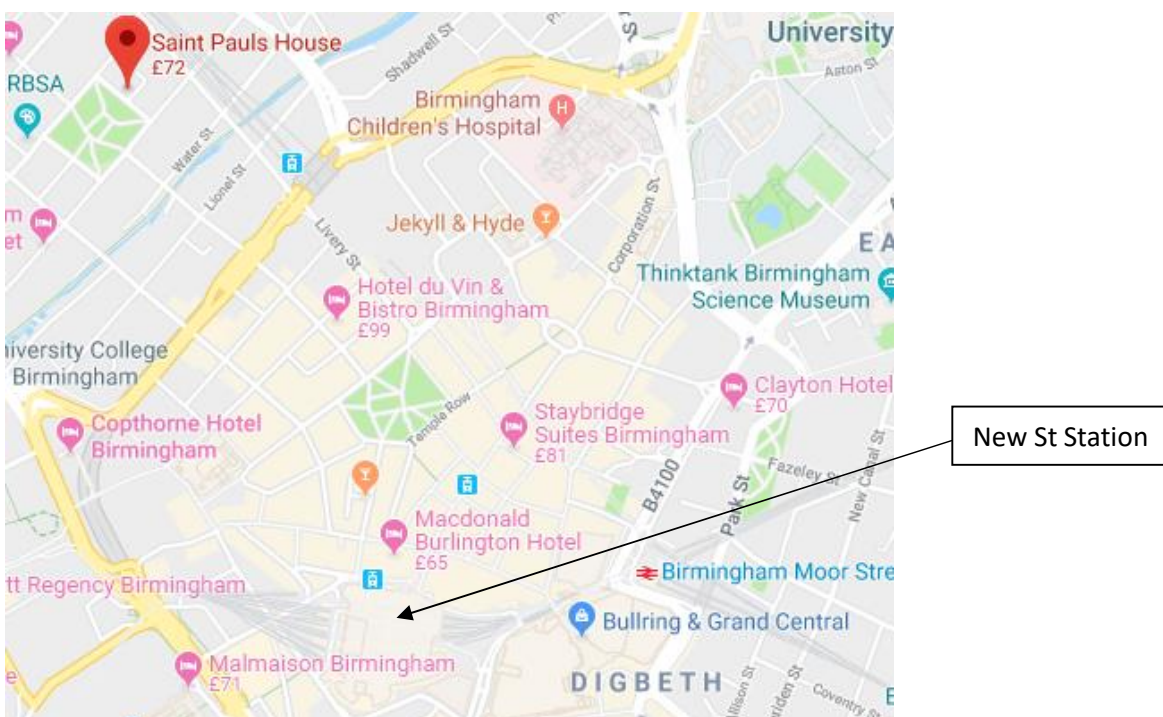 Saint Pauls House
£72
RBSA
Shadwell St
University
Aston St
Birmingham
Children's Hospital
H
Water St
Lionel St
Livery St
Jekyll & Hyde
Corporation St
m
et
E A
Thinktank Birmingham
Science Museum
Hotel du Vin &
Bistro Birmingham
£99
iversity College
Birmingham
Clayton Hotel
£70
Copthorne Hotel
Birmingham
Temple Row
Staybridge
Suites Birmingham
£81
New St Station
Fazeley St
New Canal St
B4100
Park St
Macdonald
Burlington Hotel
£65
Birmingham Moor Stre
tt Regency Birmingham
Bullring & Grand Central
Malmaison Birmingham
£71
e
DIGBETH
Allison St
Coventry St
E